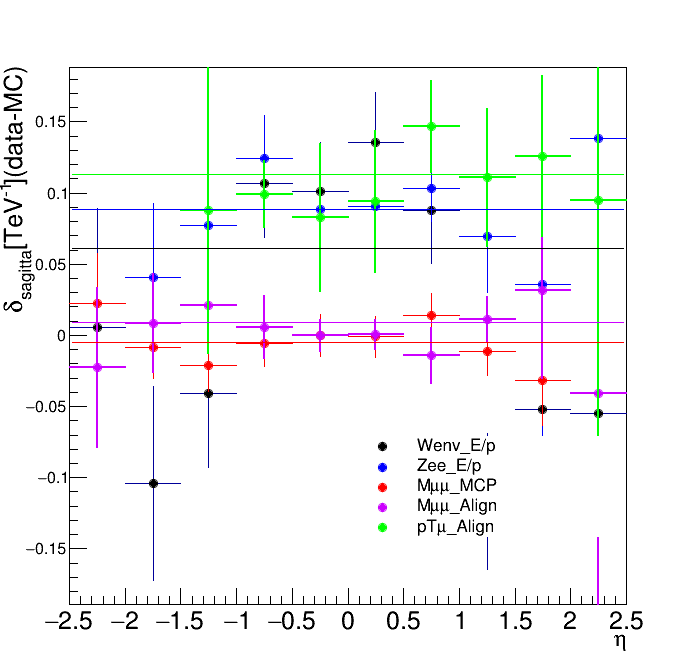 δsagitta[TeV⁻¹](data-MC)
0.15
0.1
0.05
0
−0.05
−0.1
−0.15
Wenv_E/p
Zee_E/p
Mμμ_MCP
Mμμ_Align
pTμ_Align
−2.5 −2 −1.5 −1 −0.5 0 0.5 1 1.5 2 2.5
η